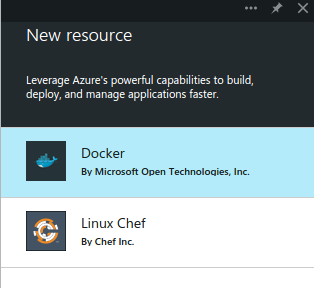 New resource
Leverage Azure's powerful capabilities to build,
deploy, and manage applications faster.
Docker
By Microsoft Open Technologies, Inc.
Linux Chef
By Chef Inc.